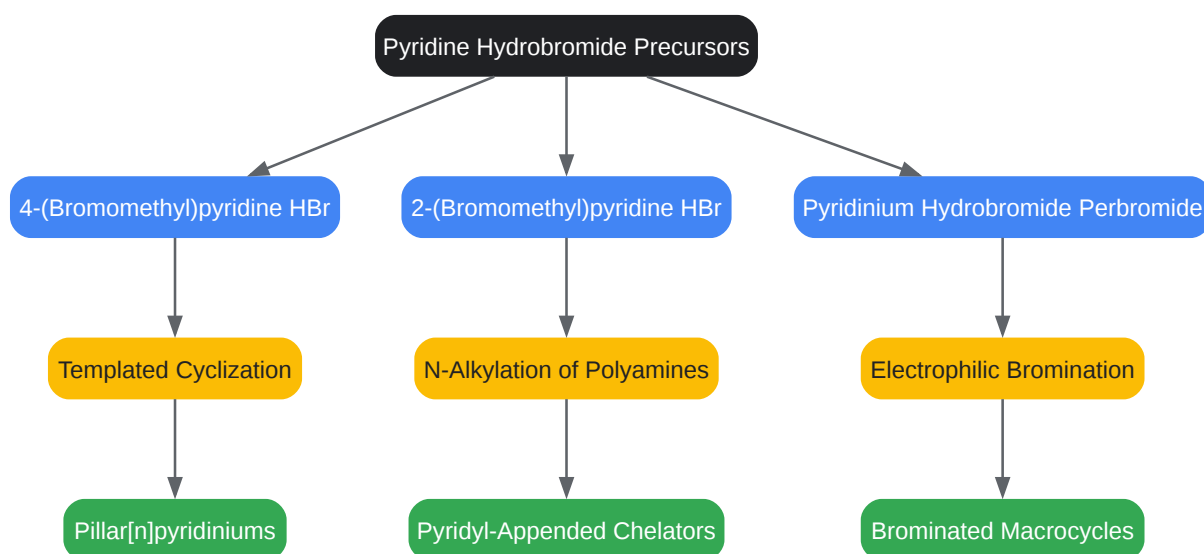 Pyridine Hydrobromide Precursors
4-(Bromomethyl)pyridine HBr
2-(Bromomethyl)pyridine HBr
Pyridinium Hydrobromide Perbromide
Templated Cyclization
N-Alkylation of Polyamines
Electrophilic Bromination
Pillar[n]pyridiniums
Pyridyl-Appended Chelators
Brominated Macrocycles